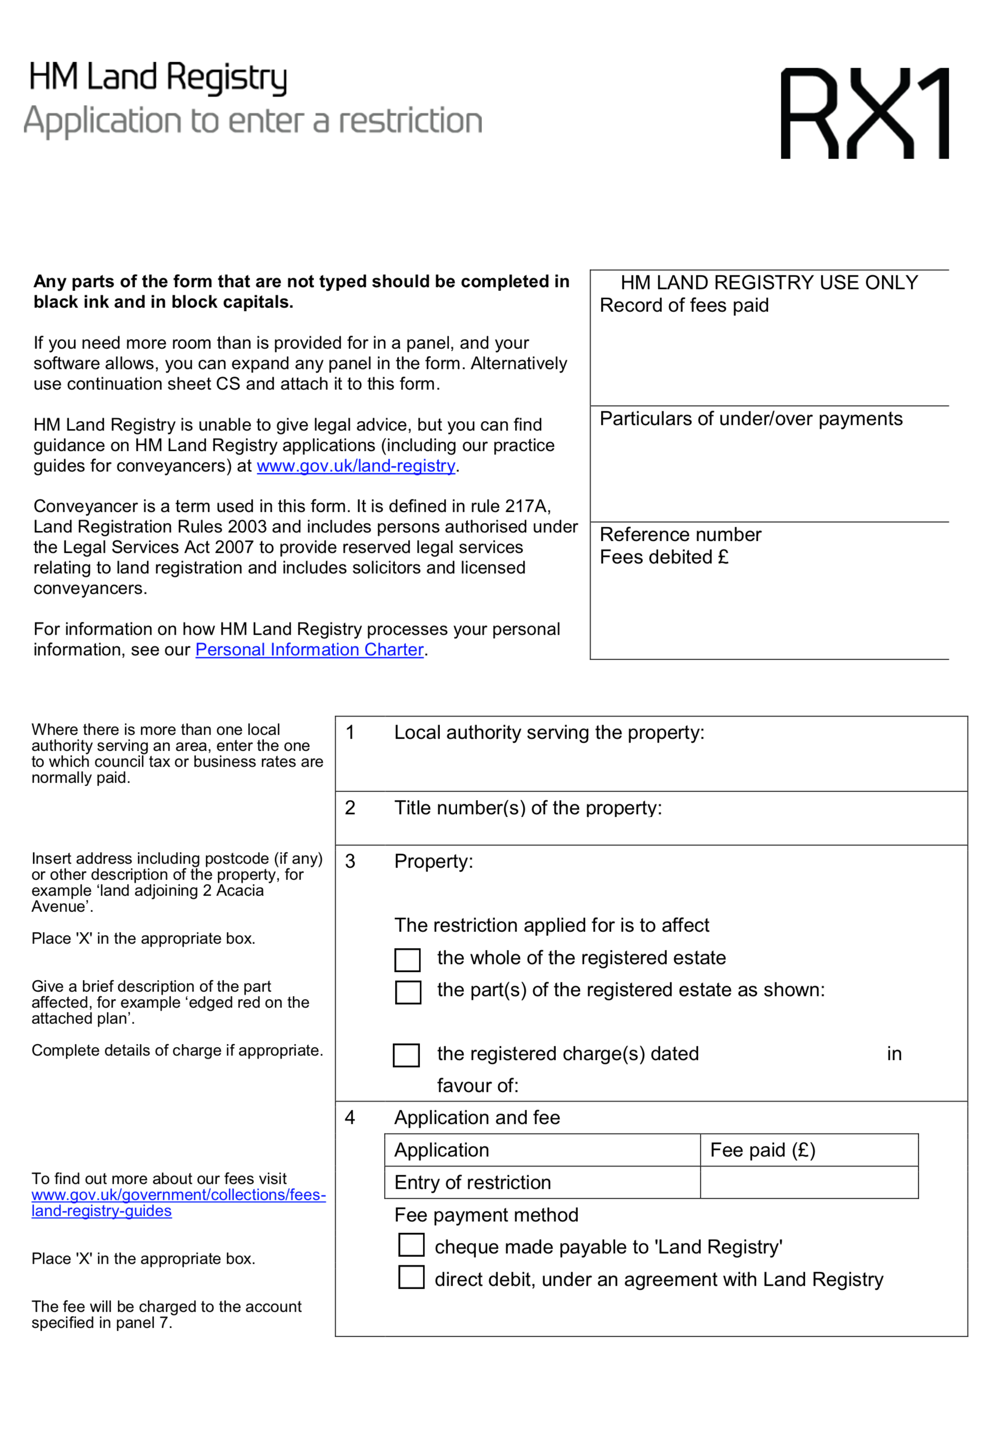 HM Land Registry
Application to enter a restriction
RX1
Any parts of the form that are not typed should be completed in
black ink and in block capitals.
If you need more room than is provided for in a panel, and your
software allows, you can expand any panel in the form. Alternatively
use continuation sheet CS and attach it to this form.
HM Land Registry is unable to give legal advice, but you can find
guidance on HM Land Registry applications (including our practice
guides for conveyancers) at www.gov.uk/land-registry.
Conveyancer is a term used in this form. It is defined in rule 217A,
Land Registration Rules 2003 and includes persons authorised under
the Legal Services Act 2007 to provide reserved legal services
relating to land registration and includes solicitors and licensed
conveyancers.
For information on how HM Land Registry processes your personal
information, see our Personal Information Charter.
HM LAND REGISTRY USE ONLY
Record of fees paid
Particulars of under/over payments
Reference number
Fees debited £
Where there is more than one local
authority serving an area, enter the one
to which council tax or business rates are
normally paid.
1 Local authority serving the property:
2 Title number(s) of the property:
Insert address including postcode (if any)
or other description of the property, for
example ‘land adjoining 2 Acacia
Avenue’.
Place 'X' in the appropriate box.
Give a brief description of the part
affected, for example ‘edged red on the
attached plan’.
Complete details of charge if appropriate.
3 Property:
The restriction applied for is to affect
the whole of the registered estate
the part(s) of the registered estate as shown:
the registered charge(s) dated in
favour of:
4 Application and fee
Application Fee paid (£)
Entry of restriction
Fee payment method
cheque made payable to 'Land Registry'
direct debit, under an agreement with Land Registry
To find out more about our fees visit
www.gov.uk/government/collections/fees-
land-registry-guides
Place 'X' in the appropriate box.
The fee will be charged to the account
specified in panel 7.